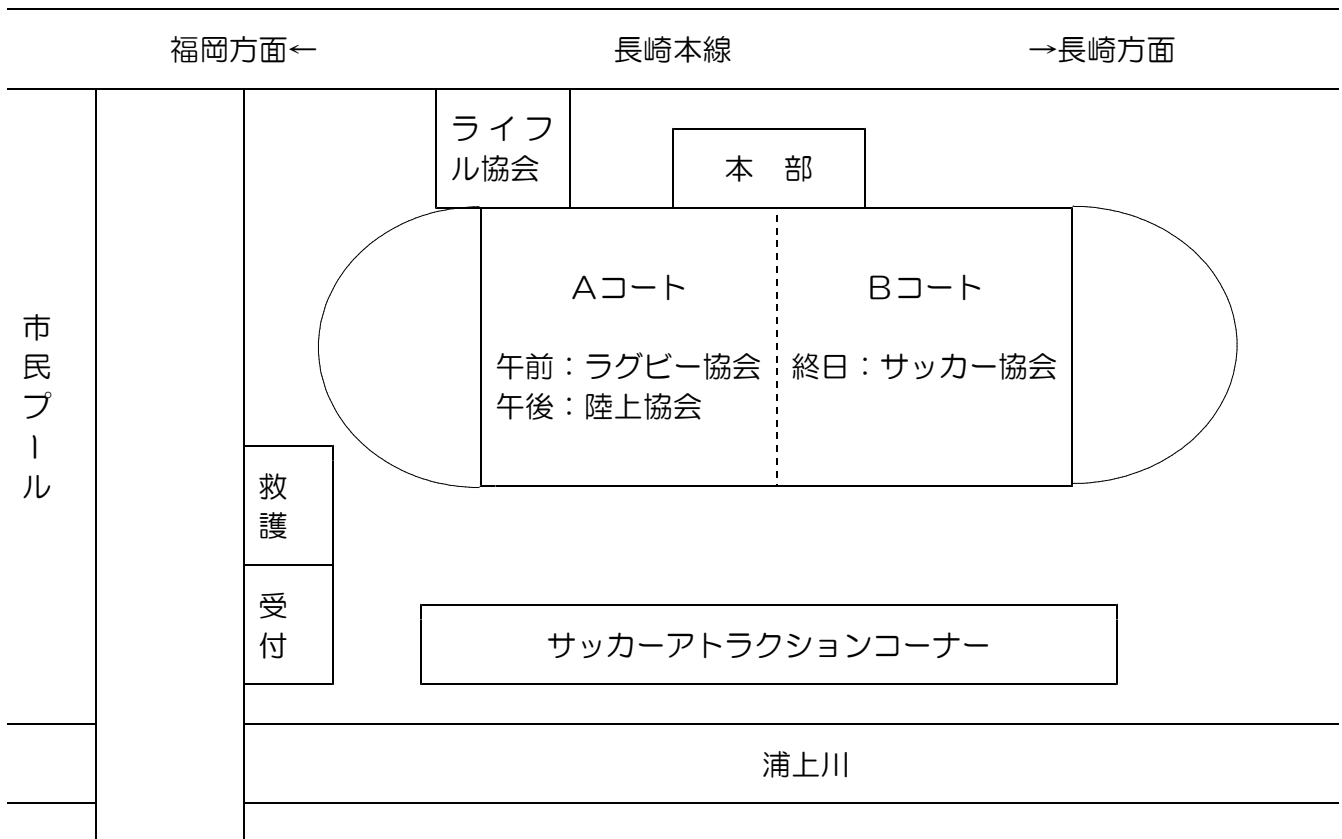 福岡方面←
長崎本線
→長崎方面
ライフ
ル協会
本　部
Ａコート
Ｂコート
午前：ラグビー協会
午後：陸上協会
終日：サッカー協会
市民プール
救護
受付
サッカーアトラクションコーナー
浦上川